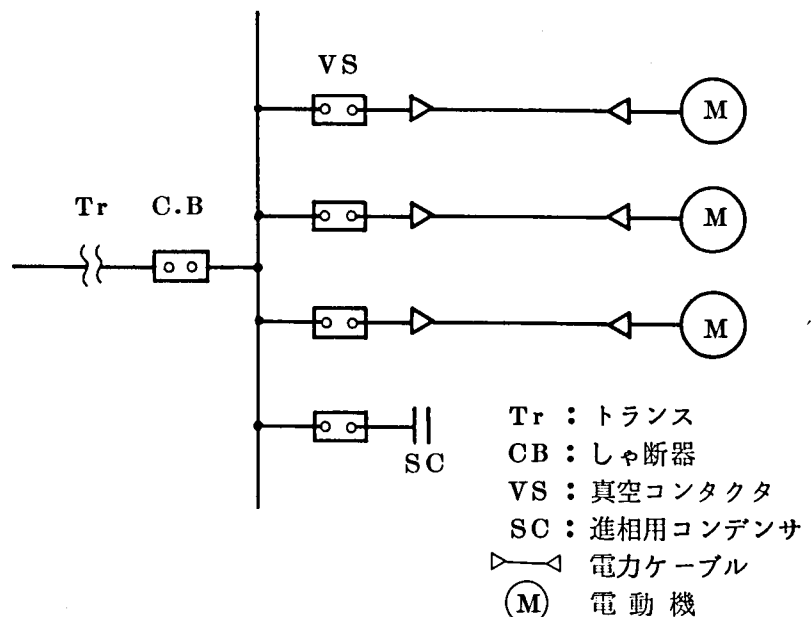 VS
M
Tr C.B
M
M
SC
Tr : トランス
CB : しゃ断器
VS : 真空コンタクタ
SC : 進相用コンデンサ
電力ケーブル
M 電動機